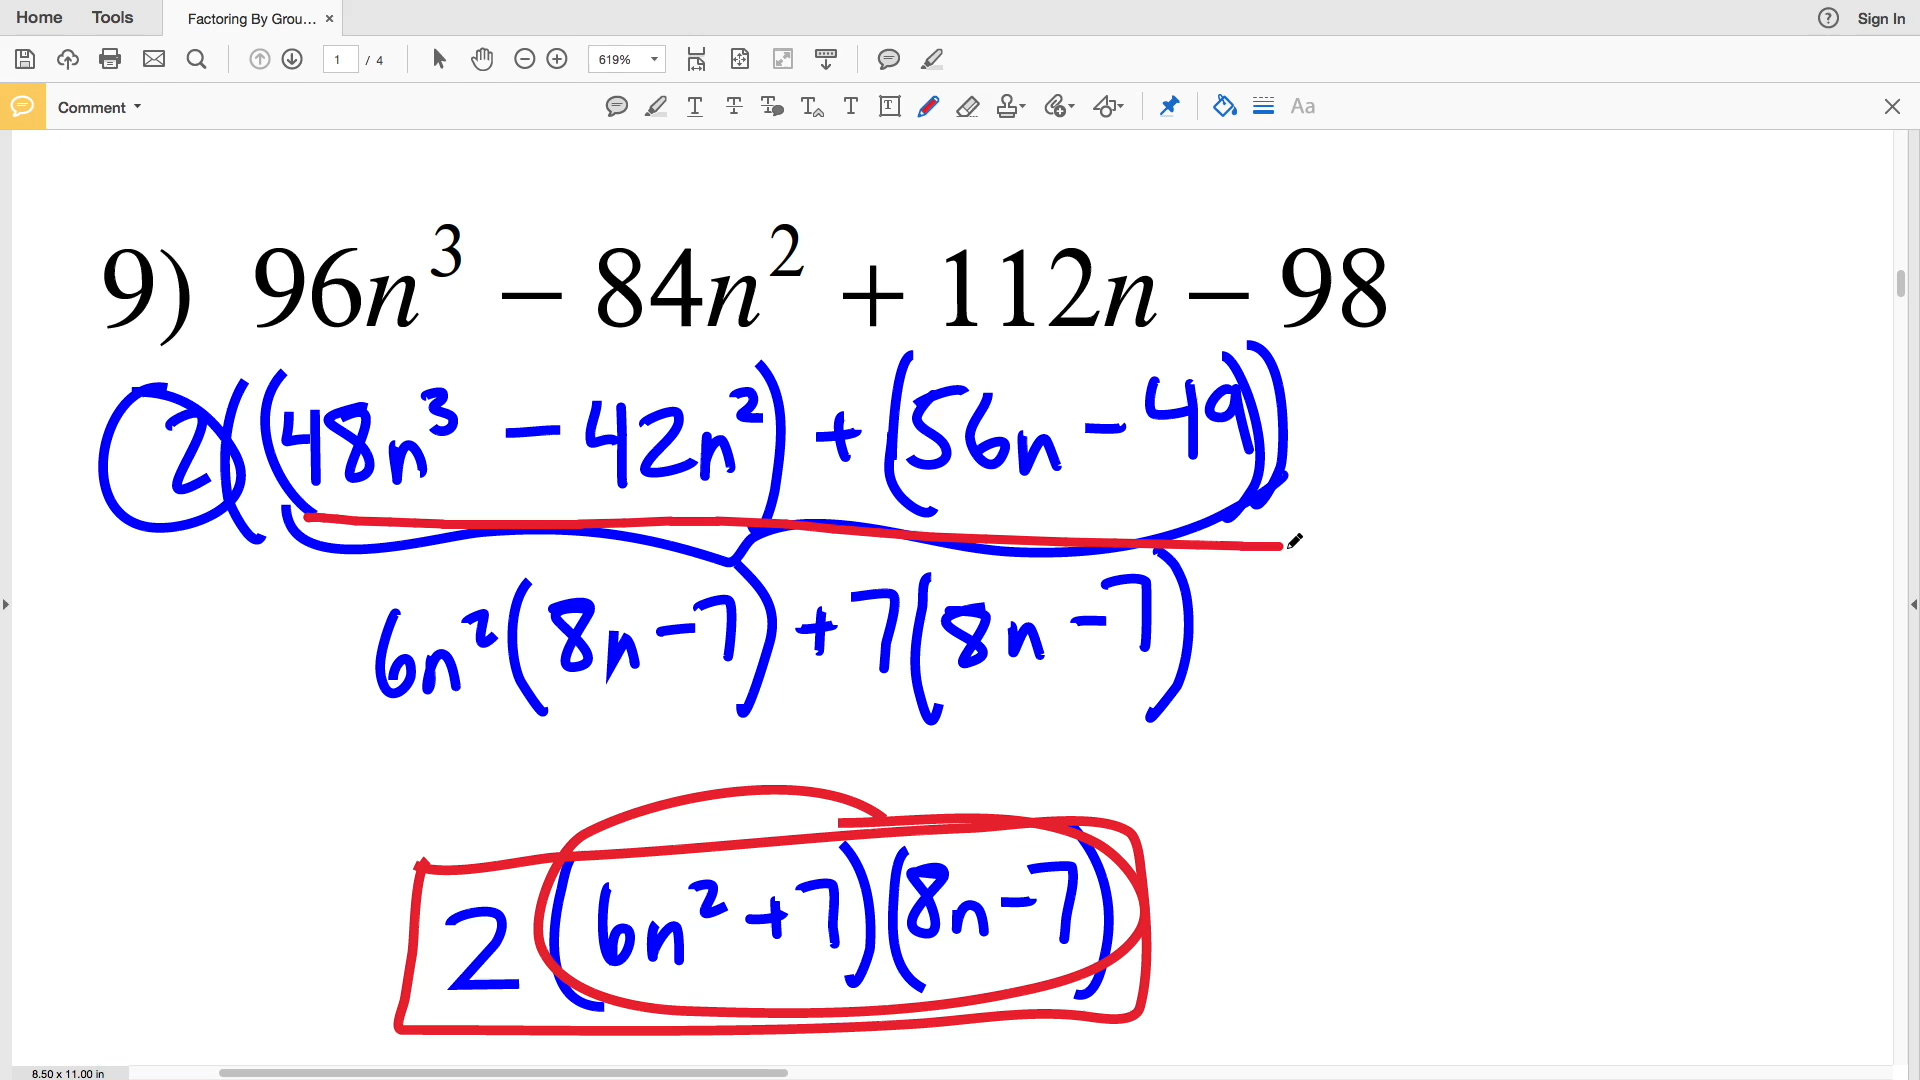 Home Tools Factoring By Grou... × ? Sign In
1 / 4 619%
Comment T T T T T T Aa
9) 96n³ − 84n² + 112n − 98
2((48n³ − 42n²) + (56n − 49))
6n²(8n − 7) + 7(8n − 7)
2(6n² + 7)(8n − 7)
8.50 x 11.00 in